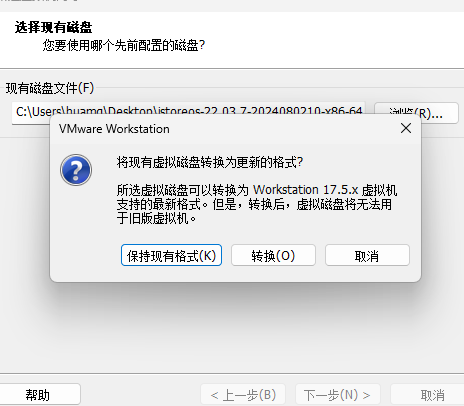 选择现有磁盘
您要使用哪个先前配置的磁盘?
现有磁盘文件(F)
C:\Users\huamg\Desktop\istoreos-22.03.7-2024080210-x86-64
浏览(R)...
VMware Workstation
将现有虚拟磁盘转换为更新的格式?
所选虚拟磁盘可以转换为 Workstation 17.5.x 虚拟机
支持的最新格式。但是，转换后，虚拟磁盘将无法用
于旧版虚拟机。
保持现有格式(K)
转换(O)
取消
帮助
< 上一步(B)
下一步(N) >
取消